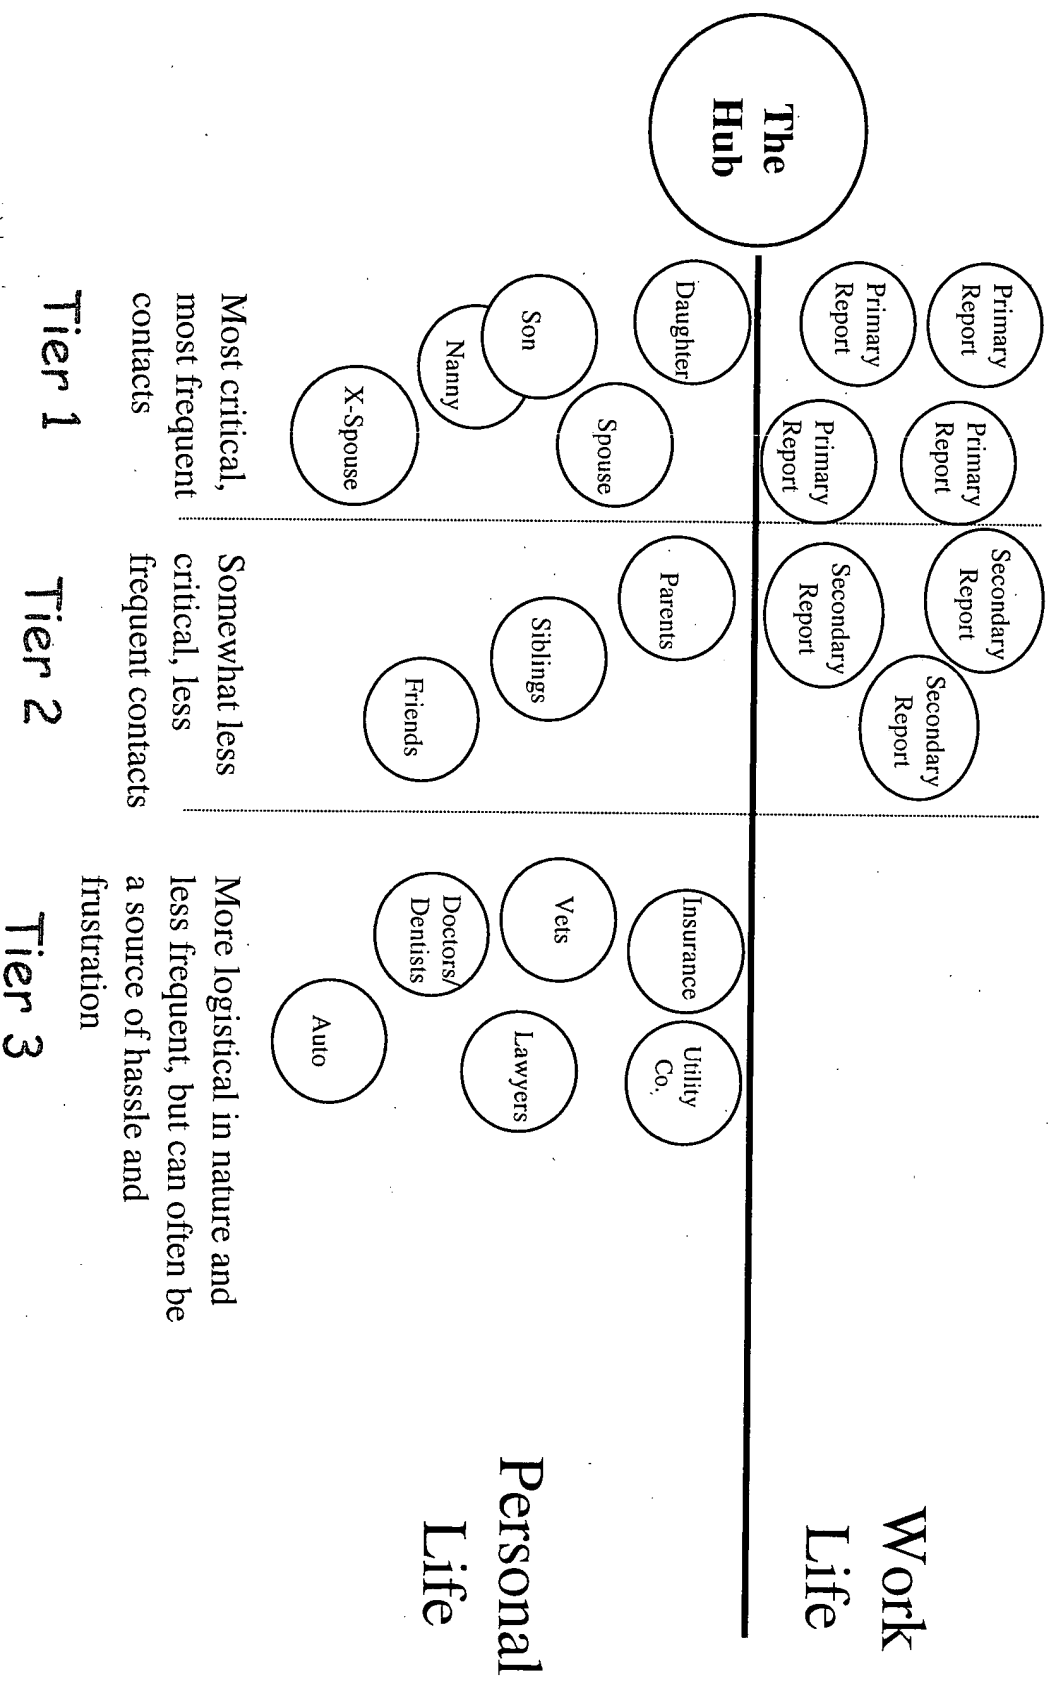 The
Hub
Work
Life
Primary
Report
Primary
Report
Primary
Report
Primary
Report
Secondary
Report
Secondary
Report
Secondary
Report
Daughter
Spouse
Son
Nanny
X-Spouse
Parents
Siblings
Friends
Insurance
Utility
Co.
Vets
Lawyers
Doctors/
Dentists
Auto
Personal
Life
Most critical,
most frequent
contacts
Tier 1
Somewhat less
critical, less
frequent contacts
Tier 2
More logistical in nature and
less frequent, but can often be
a source of hassle and
frustration
Tier 3